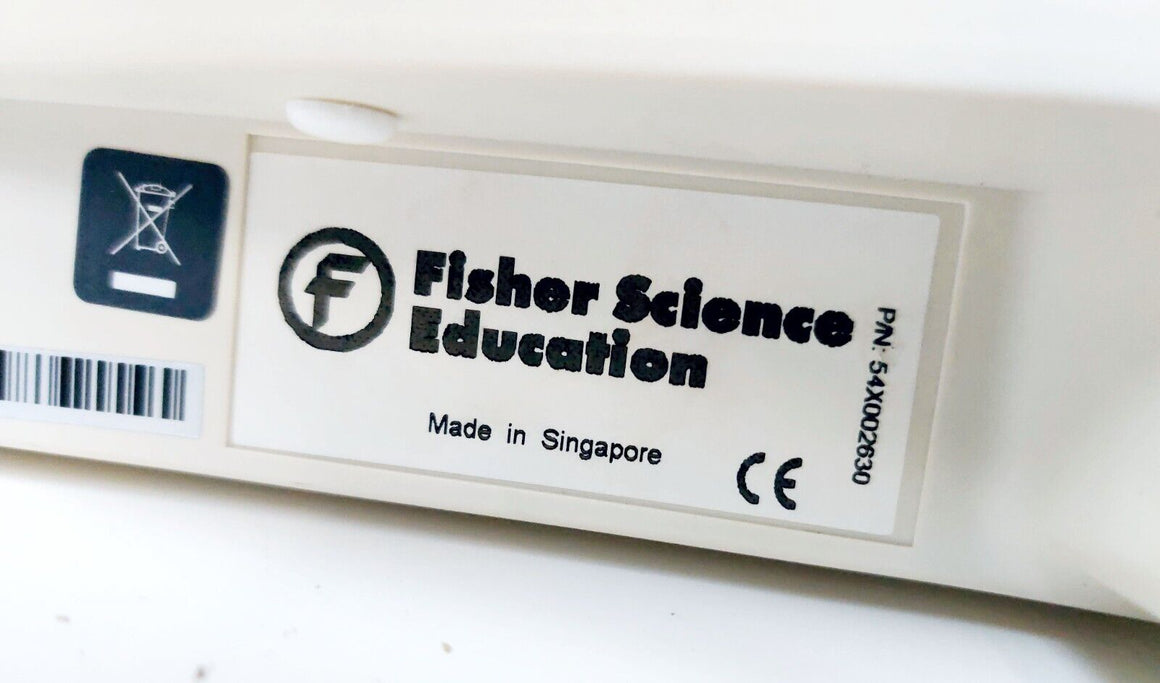 F
Fisher Science
Education
Made in Singapore
CE
P/N: 54X002630